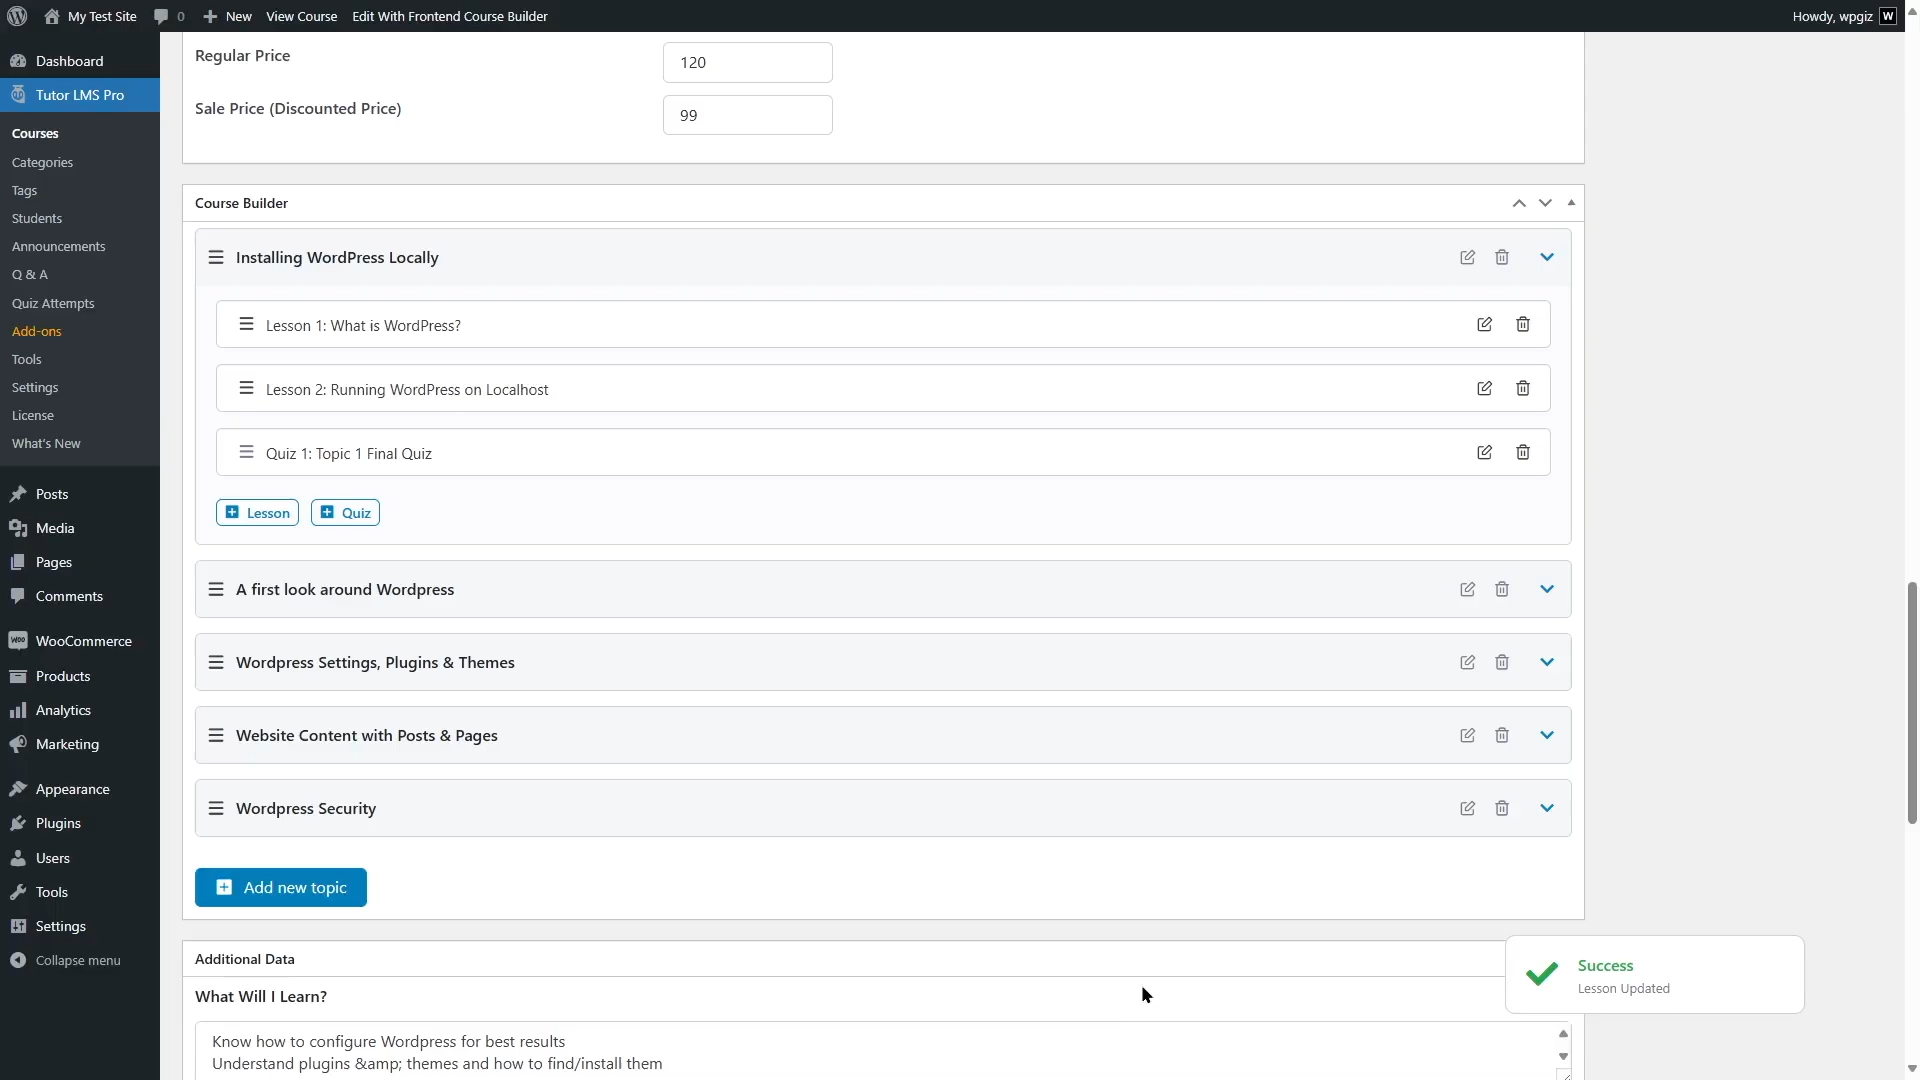 My Test Site
0
New
View Course
Edit With Frontend Course Builder
Howdy, wpgiz
W
Dashboard
Tutor LMS Pro
Courses
Categories
Tags
Students
Announcements
Q & A
Quiz Attempts
Add-ons
Tools
Settings
License
What's New
Posts
Media
Pages
Comments
Woo WooCommerce
Products
Analytics
Marketing
Appearance
Plugins
Users
Tools
Settings
Collapse menu
Regular Price
120
Sale Price (Discounted Price)
99
Course Builder
Installing WordPress Locally
Lesson 1: What is WordPress?
Lesson 2: Running WordPress on Localhost
Quiz 1: Topic 1 Final Quiz
Lesson
Quiz
A first look around Wordpress
Wordpress Settings, Plugins & Themes
Website Content with Posts & Pages
Wordpress Security
Add new topic
Additional Data
What Will I Learn?
Know how to configure Wordpress for best results
Understand plugins &amp; themes and how to find/install them
Success
Lesson Updated